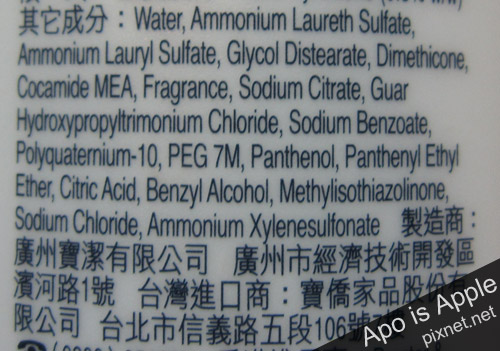 其它成分：Water, Ammonium Laureth Sulfate,
Ammonium Lauryl Sulfate, Glycol Distearate, Dimethicone,
Cocamide MEA, Fragrance, Sodium Citrate, Guar
Hydroxypropyltrimonium Chloride, Sodium Benzoate,
Polyquaternium-10, PEG 7M, Panthenol, Panthenyl Ethyl
Ether, Citric Acid, Benzyl Alcohol, Methylisothiazolinone,
Sodium Chloride, Ammonium Xylenesulfonate 製造商：
廣州寶潔有限公司 廣州市經濟技術開發區
濱河路1號 台灣進口商：寶僑家品股份有
限公司 台北市信義路五段106號
Apo is Apple
pixnet.net